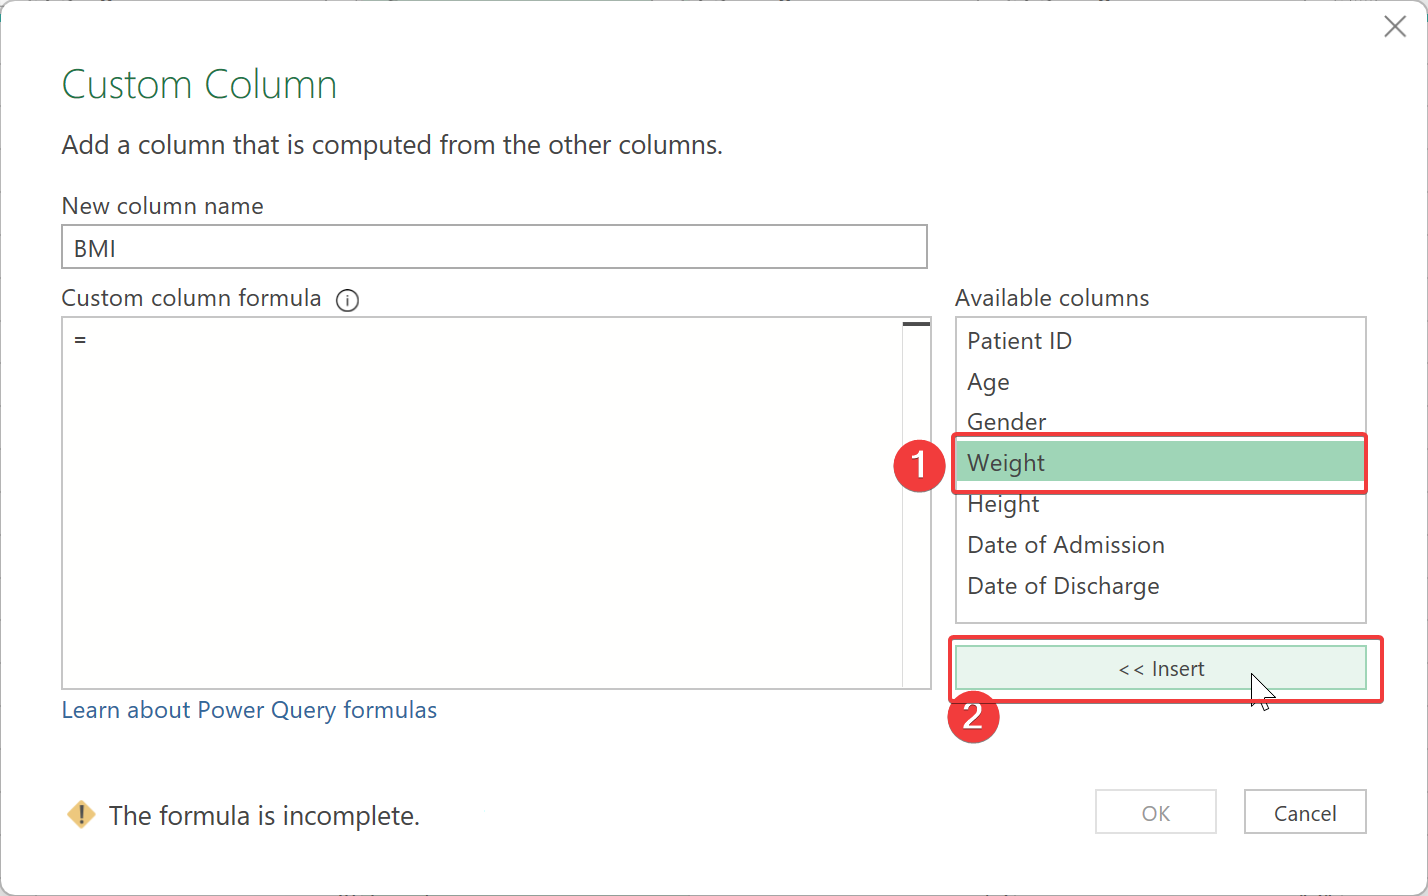 Custom Column
Add a column that is computed from the other columns.
New column name
BMI
Custom column formula
=
Available columns
Patient ID
Age
Gender
1
Weight
Height
Date of Admission
Date of Discharge
<< Insert
2
Learn about Power Query formulas
! The formula is incomplete.
OK
Cancel